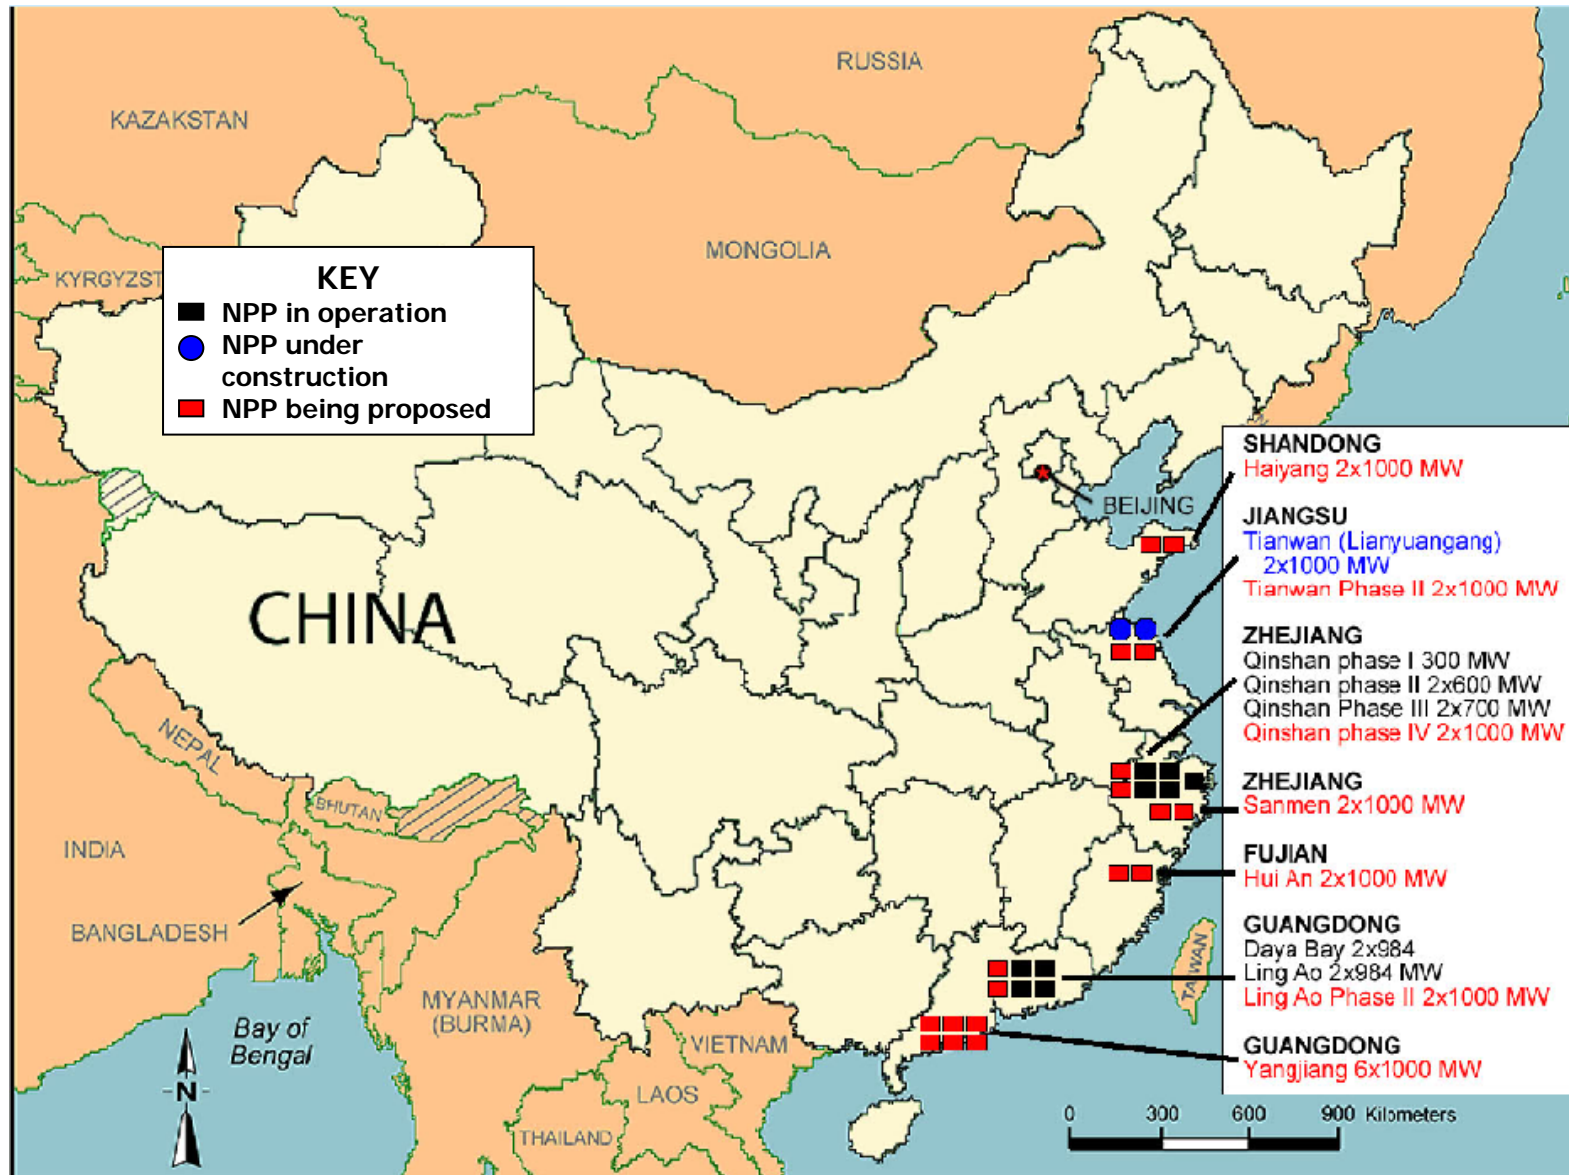 RUSSIA
KAZAKSTAN
MONGOLIA
KYRGYZST
KEY
NPP in operation
NPP under
construction
NPP being proposed
BEIJING
CHINA
NEPAL
BHUTAN
INDIA
BANGLADESH
MYANMAR
(BURMA)
Bay of
Bengal
VIETNAM
LAOS
THAILAND
TAIWAN
N
SHANDONG
Haiyang 2x1000 MW
JIANGSU
Tianwan (Lianyuangang)
2x1000 MW
Tianwan Phase II 2x1000 MW
ZHEJIANG
Qinshan phase I 300 MW
Qinshan phase II 2x600 MW
Qinshan Phase III 2x700 MW
Qinshan phase IV 2x1000 MW
ZHEJIANG
Sanmen 2x1000 MW
FUJIAN
Hui An 2x1000 MW
GUANGDONG
Daya Bay 2x984
Ling Ao 2x984 MW
Ling Ao Phase II 2x1000 MW
GUANGDONG
Yangjiang 6x1000 MW
0 300 600 900 Kilometers